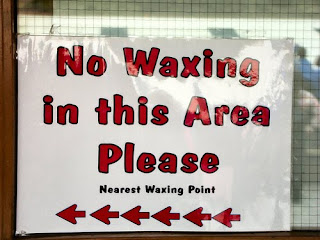 No Waxing
in this Area
Please
Nearest Waxing Point